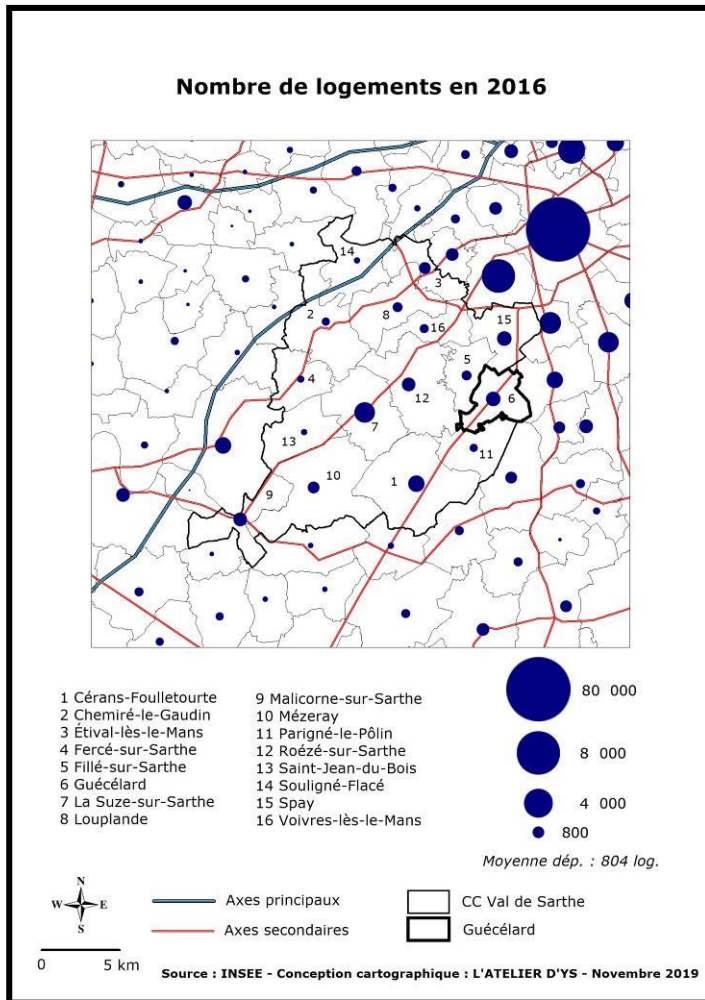 Nombre de logements en 2016
14
3
2
8
16
15
5
4
12
6
7
13
11
1
10
9
1 Cérans-Foulletourte
2 Chemiré-le-Gaudin
3 Étival-lès-le-Mans
4 Fercé-sur-Sarthe
5 Fillé-sur-Sarthe
6 Guécélard
7 La Suze-sur-Sarthe
8 Louplande
9 Malicorne-sur-Sarthe
10 Mézeray
11 Parigné-le-Pôlin
12 Roézé-sur-Sarthe
13 Saint-Jean-du-Bois
14 Souligné-Flacé
15 Spay
16 Voivres-lès-le-Mans
80 000
8 000
4 000
800
Moyenne dép. : 804 log.
N
W E
S
Axes principaux
Axes secondaires
CC Val de Sarthe
Guécélard
0 5 km
Source : INSEE - Conception cartographique : L'ATELIER D'YS - Novembre 2019